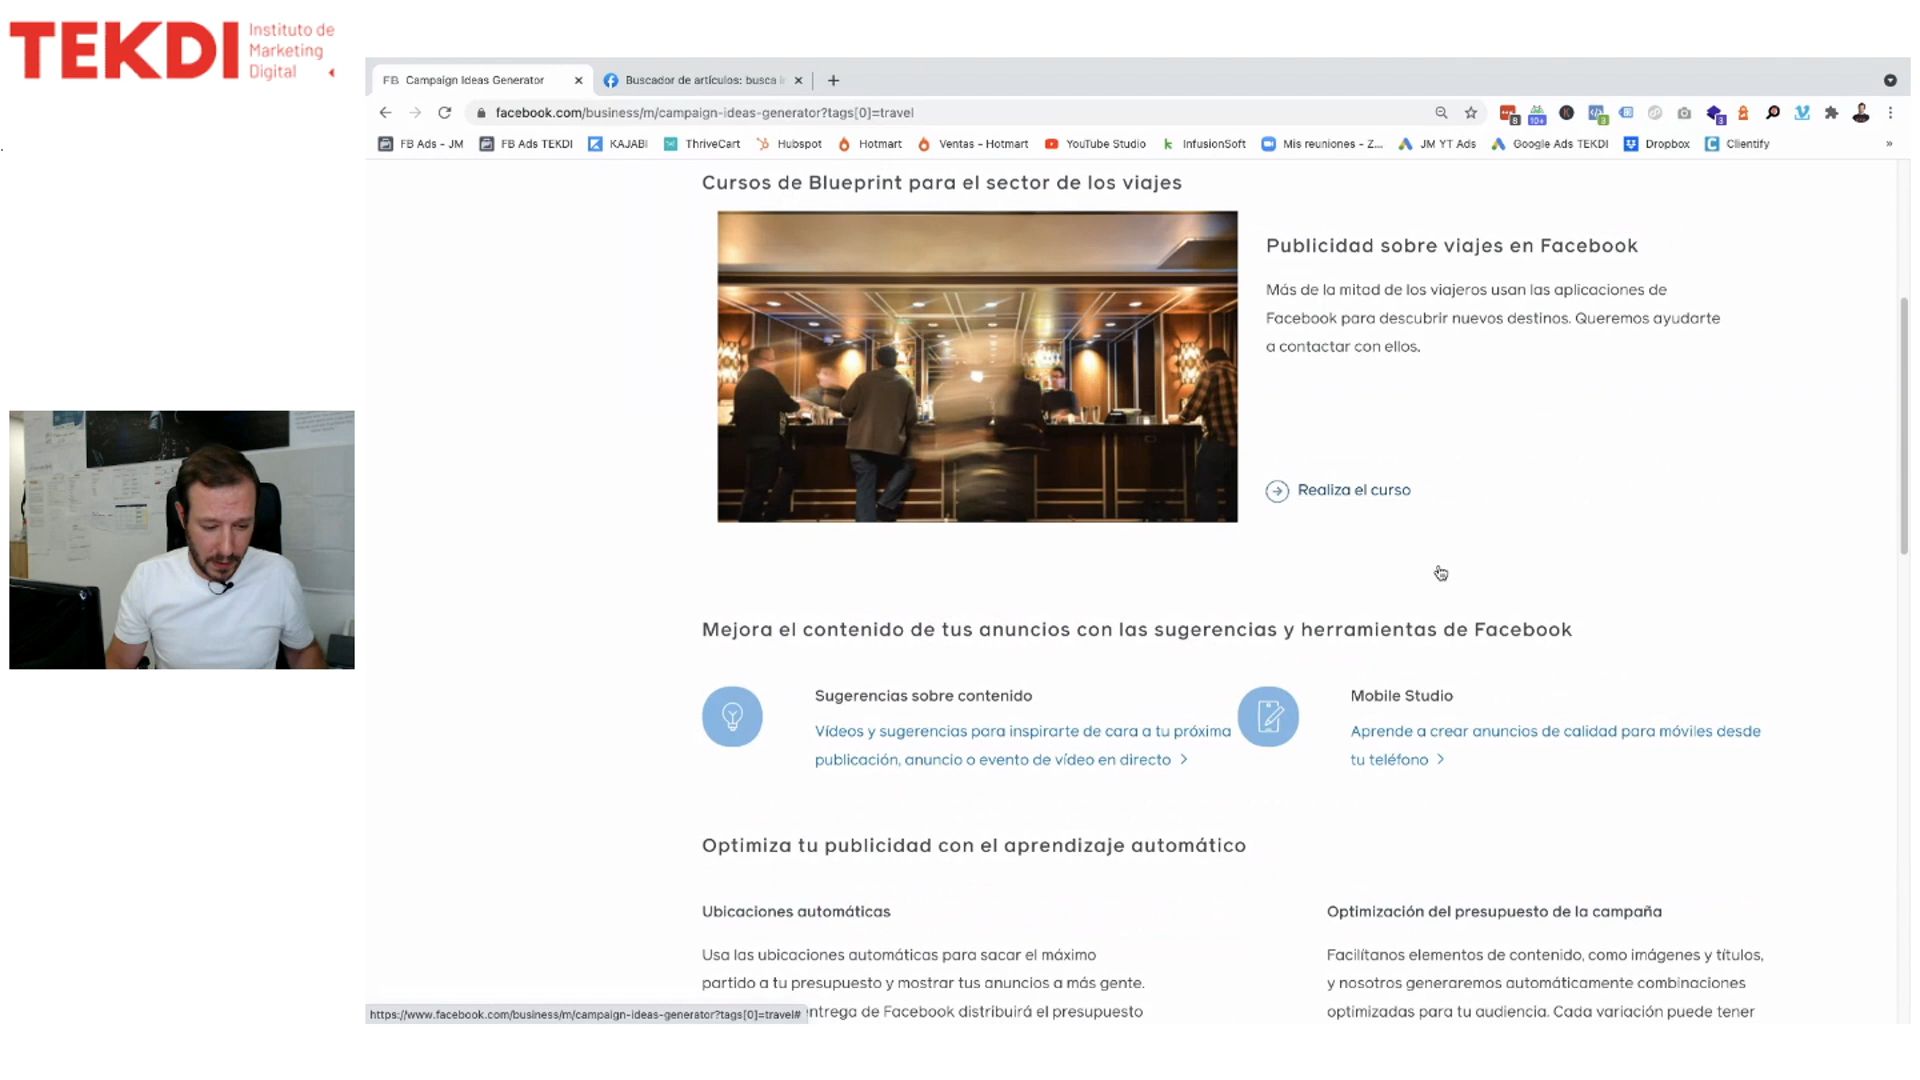 TEKDI
Instituto de
Marketing
Digital
FB Campaign Ideas Generator
Buscador de artículos: busca i
facebook.com/business/m/campaign-ideas-generator?tags[0]=travel
8
10+
3
3
FB Ads - JM
FB Ads TEKDI
KAJABI
ThriveCart
Hubspot
Hotmart
Ventas - Hotmart
YouTube Studio
InfusionSoft
Mis reuniones - Z...
JM YT Ads
Google Ads TEKDI
Dropbox
Clientify
»
Cursos de Blueprint para el sector de los viajes
Publicidad sobre viajes en Facebook
Más de la mitad de los viajeros usan las aplicaciones de
Facebook para descubrir nuevos destinos. Queremos ayudarte
a contactar con ellos.
Realiza el curso
Mejora el contenido de tus anuncios con las sugerencias y herramientas de Facebook
Sugerencias sobre contenido
Vídeos y sugerencias para inspirarte de cara a tu próxima
publicación, anuncio o evento de vídeo en directo >
Mobile Studio
Aprende a crear anuncios de calidad para móviles desde
tu teléfono >
Optimiza tu publicidad con el aprendizaje automático
Ubicaciones automáticas
Usa las ubicaciones automáticas para sacar el máximo
partido a tu presupuesto y mostrar tus anuncios a más gente.
ntrega de Facebook distribuirá el presupuesto
Optimización del presupuesto de la campaña
Facilítanos elementos de contenido, como imágenes y títulos,
y nosotros generaremos automáticamente combinaciones
optimizadas para tu audiencia. Cada variación puede tener
https://www.facebook.com/business/m/campaign-ideas-generator?tags[0]=travel#